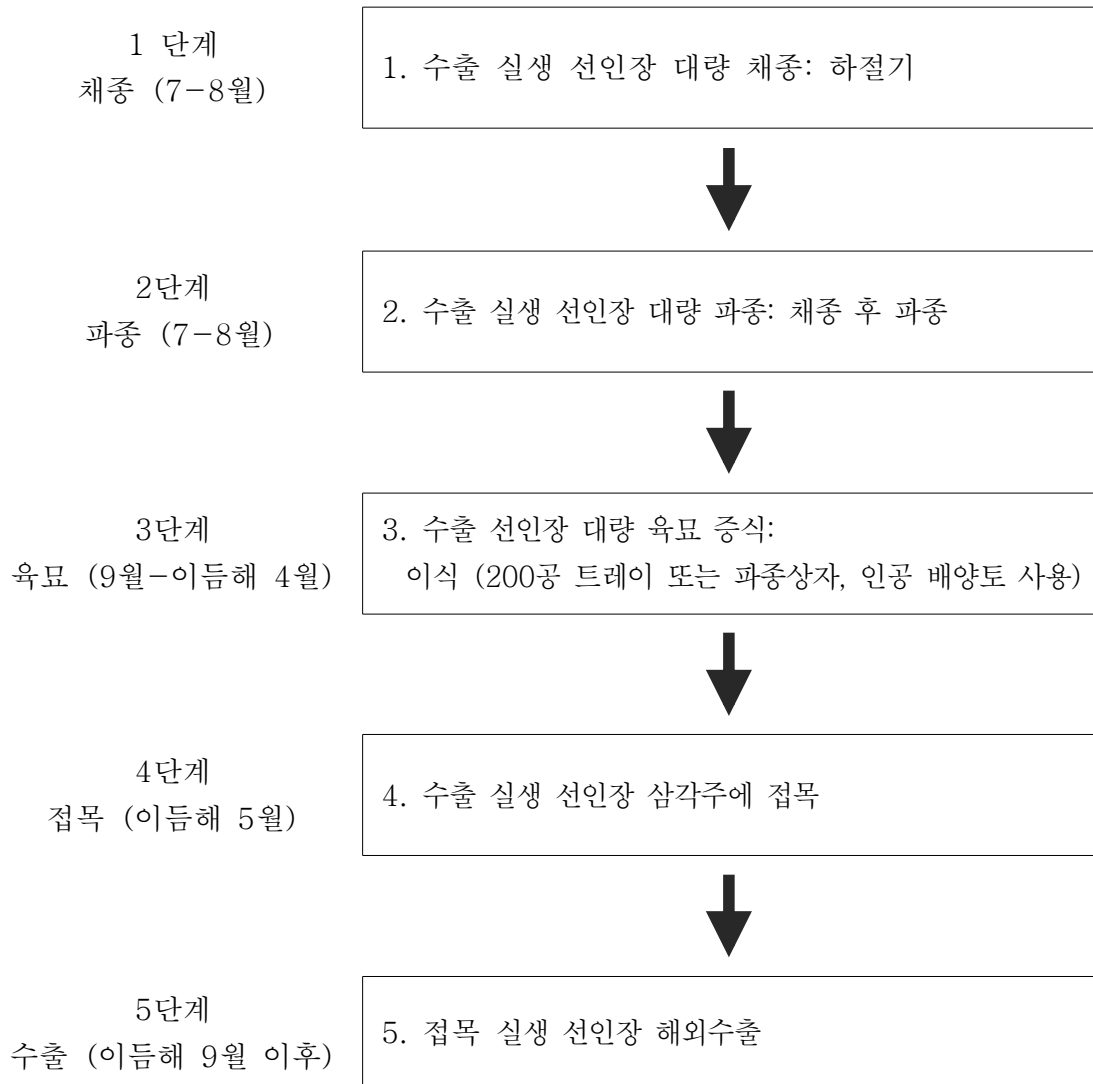 1 단계
채종 (7-8월)
1. 수출 실생 선인장 대량 채종: 하절기
2단계
파종 (7-8월)
2. 수출 실생 선인장 대량 파종: 채종 후 파종
3단계
육묘 (9월-이듬해 4월)
3. 수출 선인장 대량 육묘 증식:
이식 (200공 트레이 또는 파종상자, 인공 배양토 사용)
4단계
접목 (이듬해 5월)
4. 수출 실생 선인장 삼각주에 접목
5단계
수출 (이듬해 9월 이후)
5. 접목 실생 선인장 해외수출